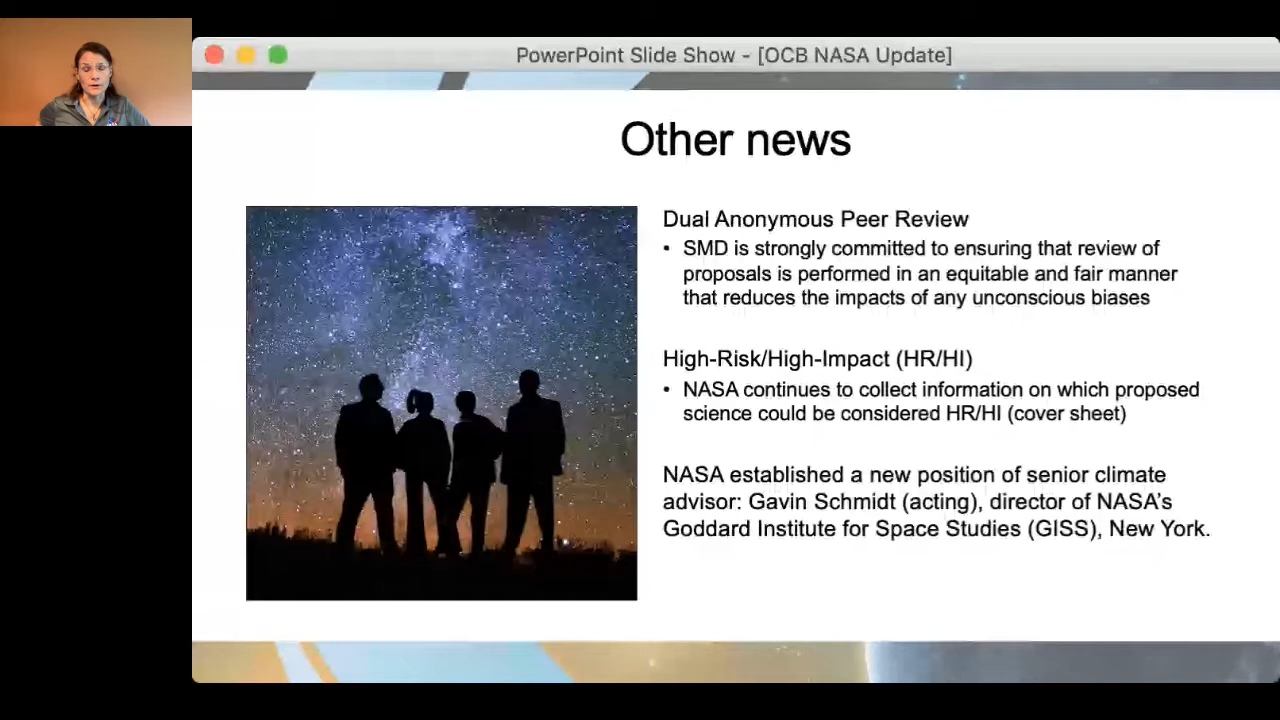 PowerPoint Slide Show - [OCB NASA Update]
Other news
Dual Anonymous Peer Review
• SMD is strongly committed to ensuring that review of
proposals is performed in an equitable and fair manner
that reduces the impacts of any unconscious biases
High-Risk/High-Impact (HR/HI)
• NASA continues to collect information on which proposed
science could be considered HR/HI (cover sheet)
NASA established a new position of senior climate
advisor: Gavin Schmidt (acting), director of NASA's
Goddard Institute for Space Studies (GISS), New York.